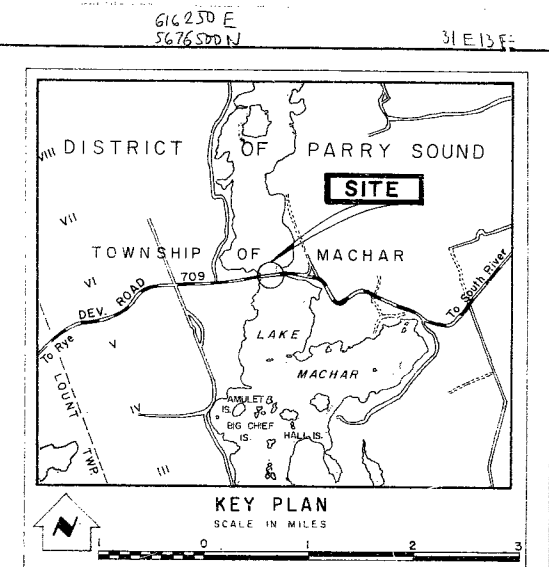 616250 E
5676500 N
31 E 13
DISTRICT OF PARRY SOUND
VIII
SITE
VII
TOWNSHIP OF MACHAR
VI
DEV. ROAD 709
To South River
To Rye
V
LAKE
MACHAR
LOUNT TWP.
IV
AMULET IS.
BIG CHIEF IS.
HALL IS.
III
KEY PLAN
SCALE IN MILES
N
1 0 1 2 3